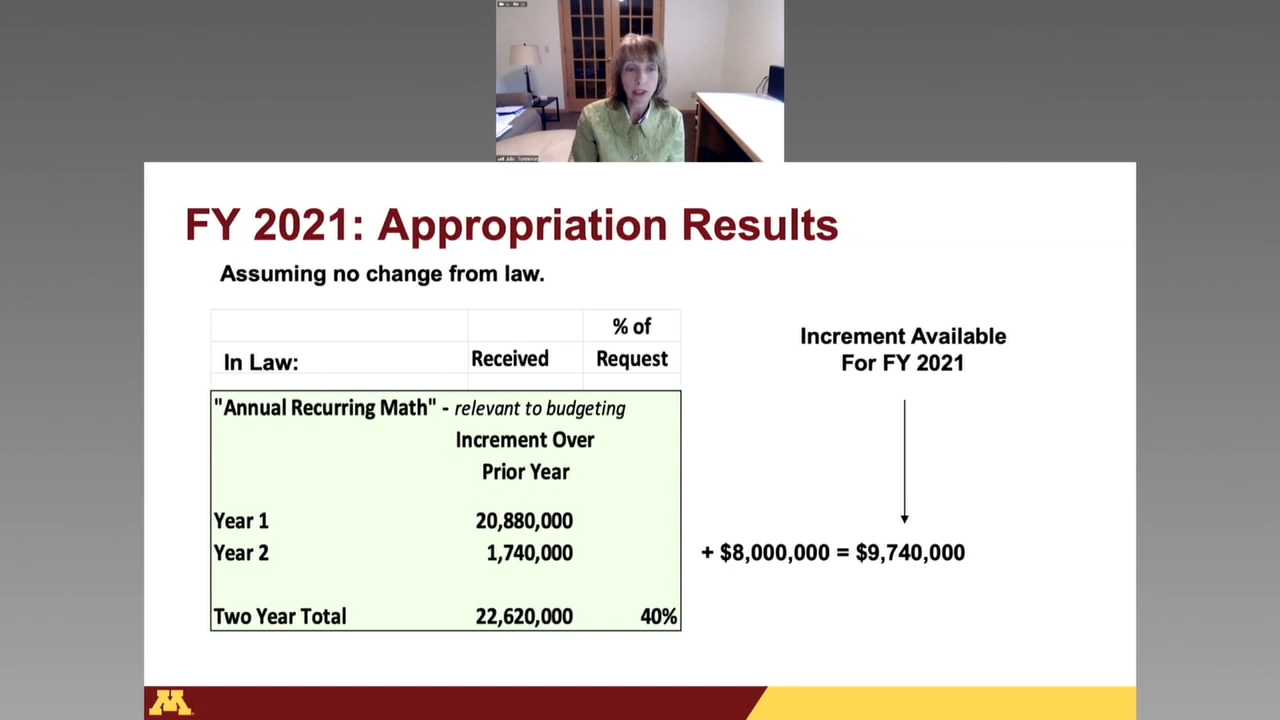 FY 2021: Appropriation Results
Assuming no change from law.
% of
In Law: Received Request
"Annual Recurring Math" - relevant to budgeting
Increment Over
Prior Year
Year 1 20,880,000
Year 2 1,740,000
Two Year Total 22,620,000 40%
Increment Available
For FY 2021
+ $8,000,000 = $9,740,000
M